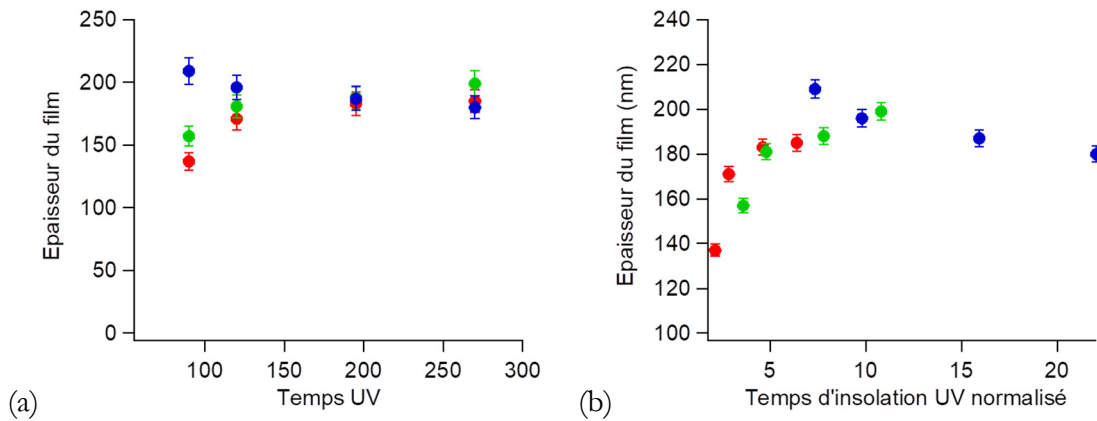 250
200
150
100
50
0
Epaisseur du film
100 150 200 250 300
Temps UV
(a)
240
220
200
180
160
140
120
100
Epaisseur du film (nm)
5 10 15 20
Temps d'insolation UV normalisé
(b)